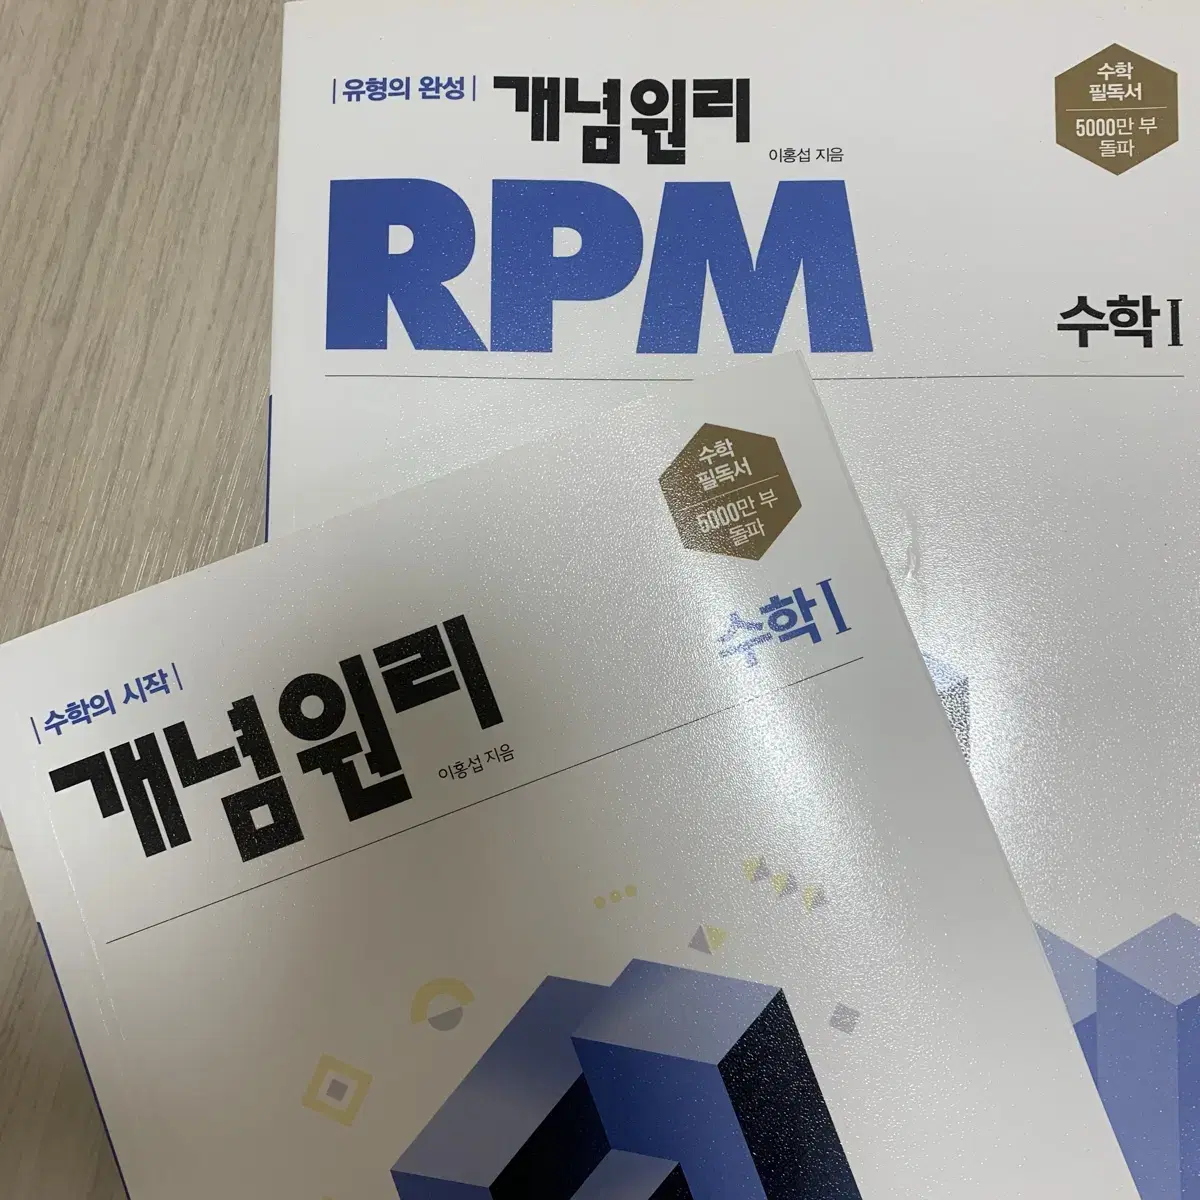 |유형의 완성|
개념원리
이홍섭 지음
수학
필독서
5000만 부
돌파
RPM
수학Ⅰ
수학
필독서
5000만 부
돌파
수학Ⅰ
|수학의 시작|
개념원리
이홍섭 지음